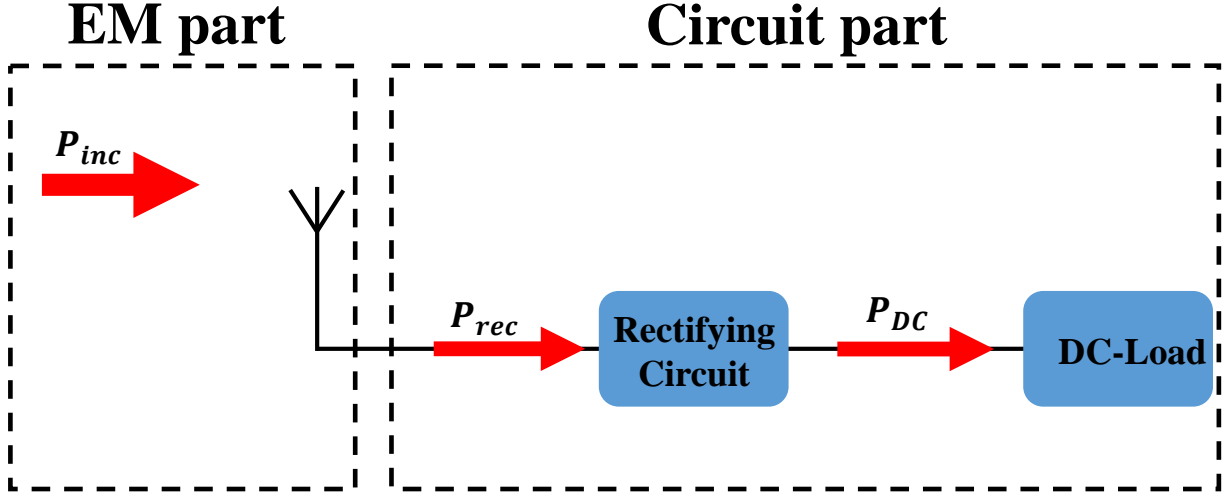 EM part
Circuit part
P_inc
P_rec
Rectifying
Circuit
P_DC
DC-Load